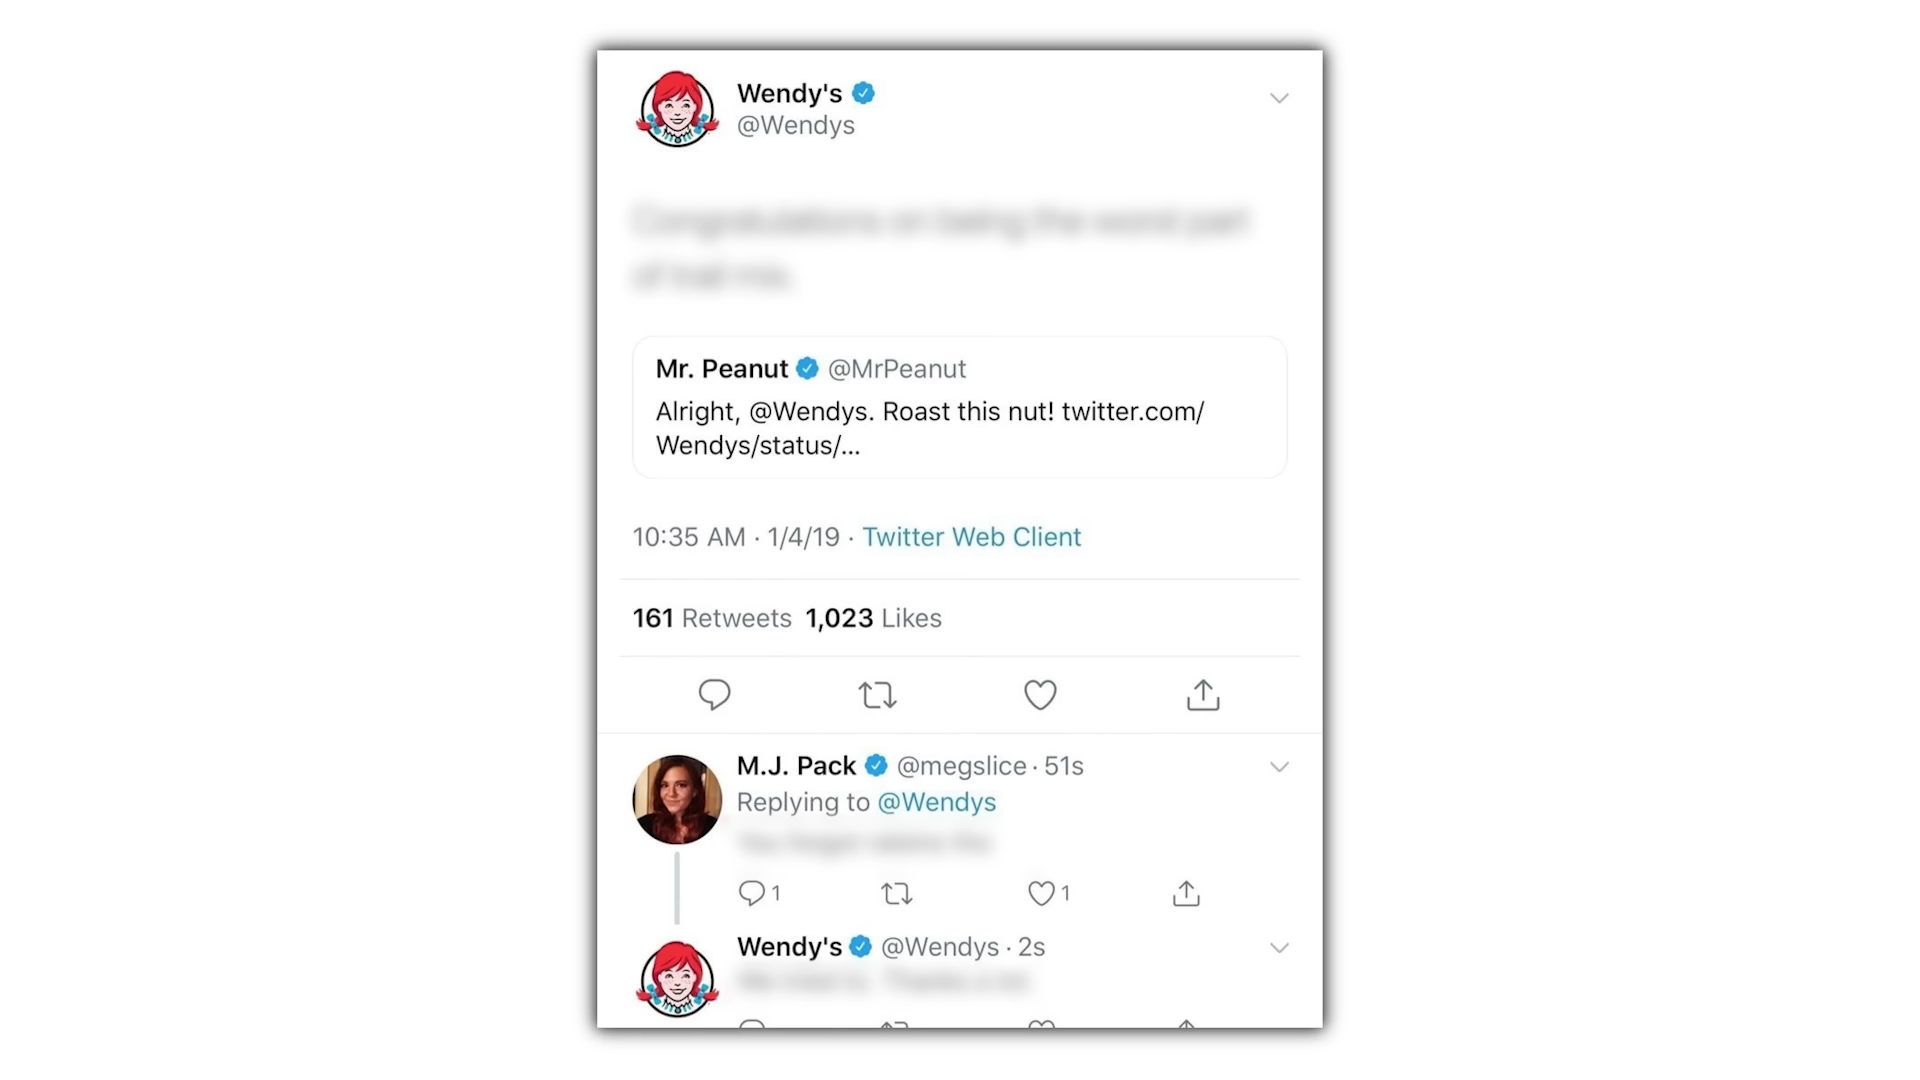 Wendy's
@Wendys
Mr. Peanut @MrPeanut
Alright, @Wendys. Roast this nut! twitter.com/
Wendys/status/...
10:35 AM · 1/4/19 · Twitter Web Client
161 Retweets 1,023 Likes
M.J. Pack @megslice · 51s
Replying to @Wendys
1 1
Wendy's @Wendys · 2s